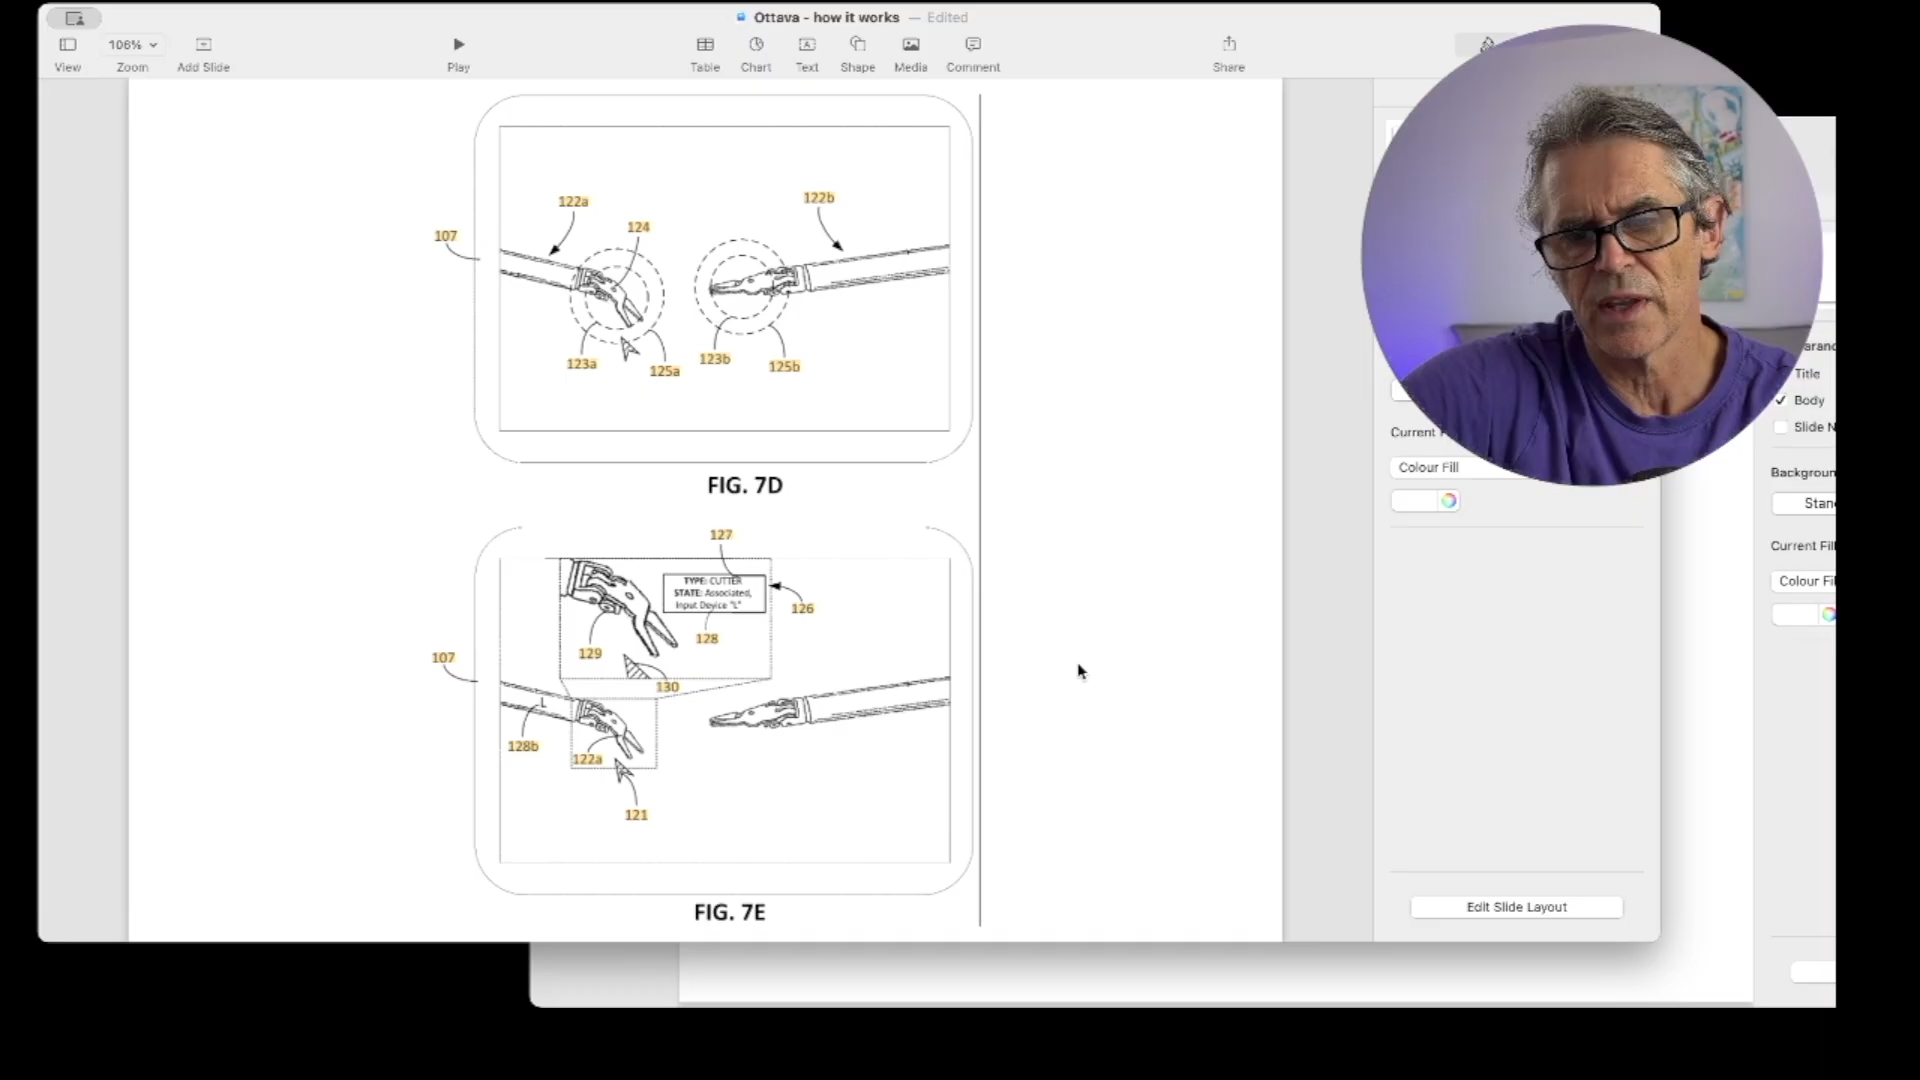 Ottava - how it works — Edited
106%
View
Zoom
Add Slide
Play
Table
Chart
Text
Shape
Media
Comment
Share
122a
122b
107
124
123a
125a
123b
125b
FIG. 7D
127
TYPE: CUTTER
STATE: Associated,
Input Device "L"
126
128
129
107
130
L
128b
122a
121
FIG. 7E
Current
Colour Fill
Edit Slide Layout
Title
Body
Slide N
Backgroun
Stan
Current Fil
Colour Fil